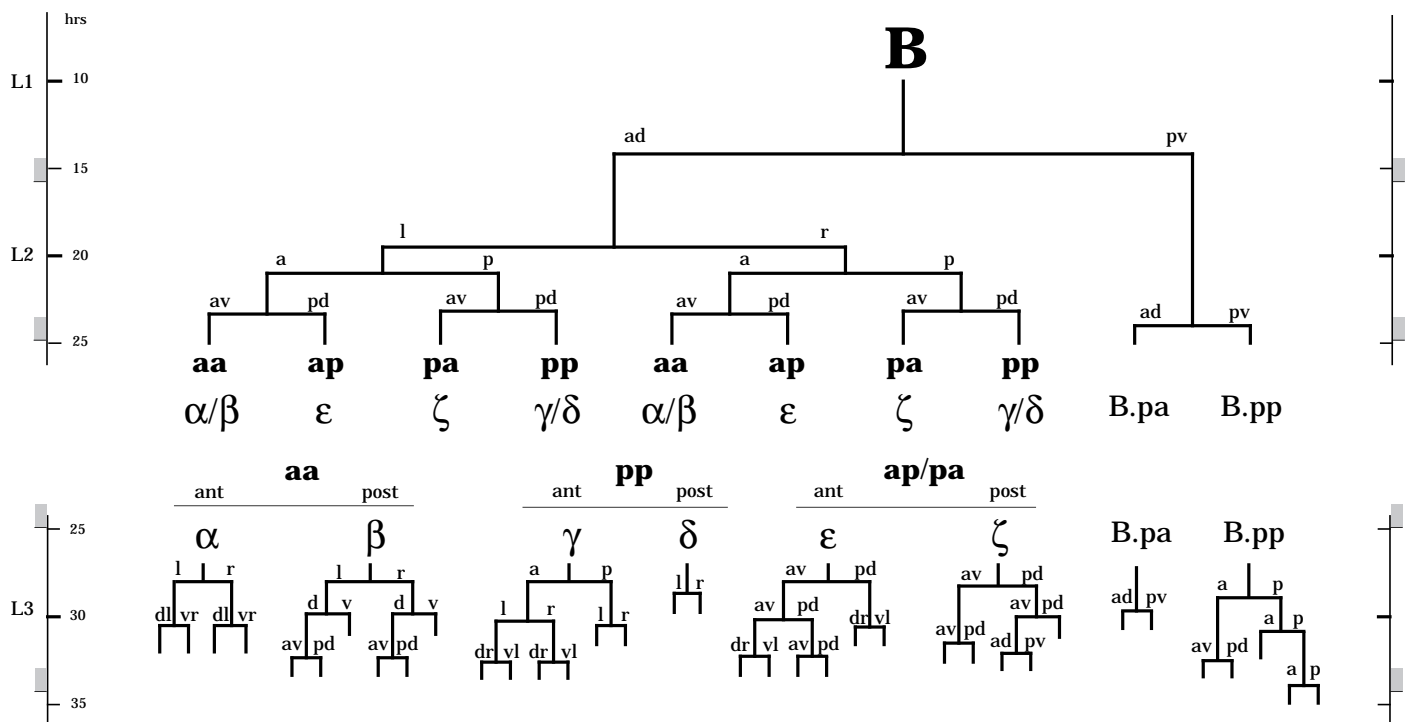 hrs
B
L1 10
ad pv
15
l r
L2 20
a p a p
av pd av pd av pd av pd ad pv
25
aa ap pa pp aa ap pa pp
α/β ε ζ γ/δ α/β ε ζ γ/δ B.pa B.pp
aa pp ap/pa
ant post ant post ant post
25
α β γ δ ε ζ B.pa B.pp
l r l r a p l r av pd av pd a p
dl vr dl vr d v d v l r l r av pd dr vl av pd ad pv a p
L3 30
av pd av pd dr vl dr vl dr vl av pd av pd ad pv av pd
a p
35